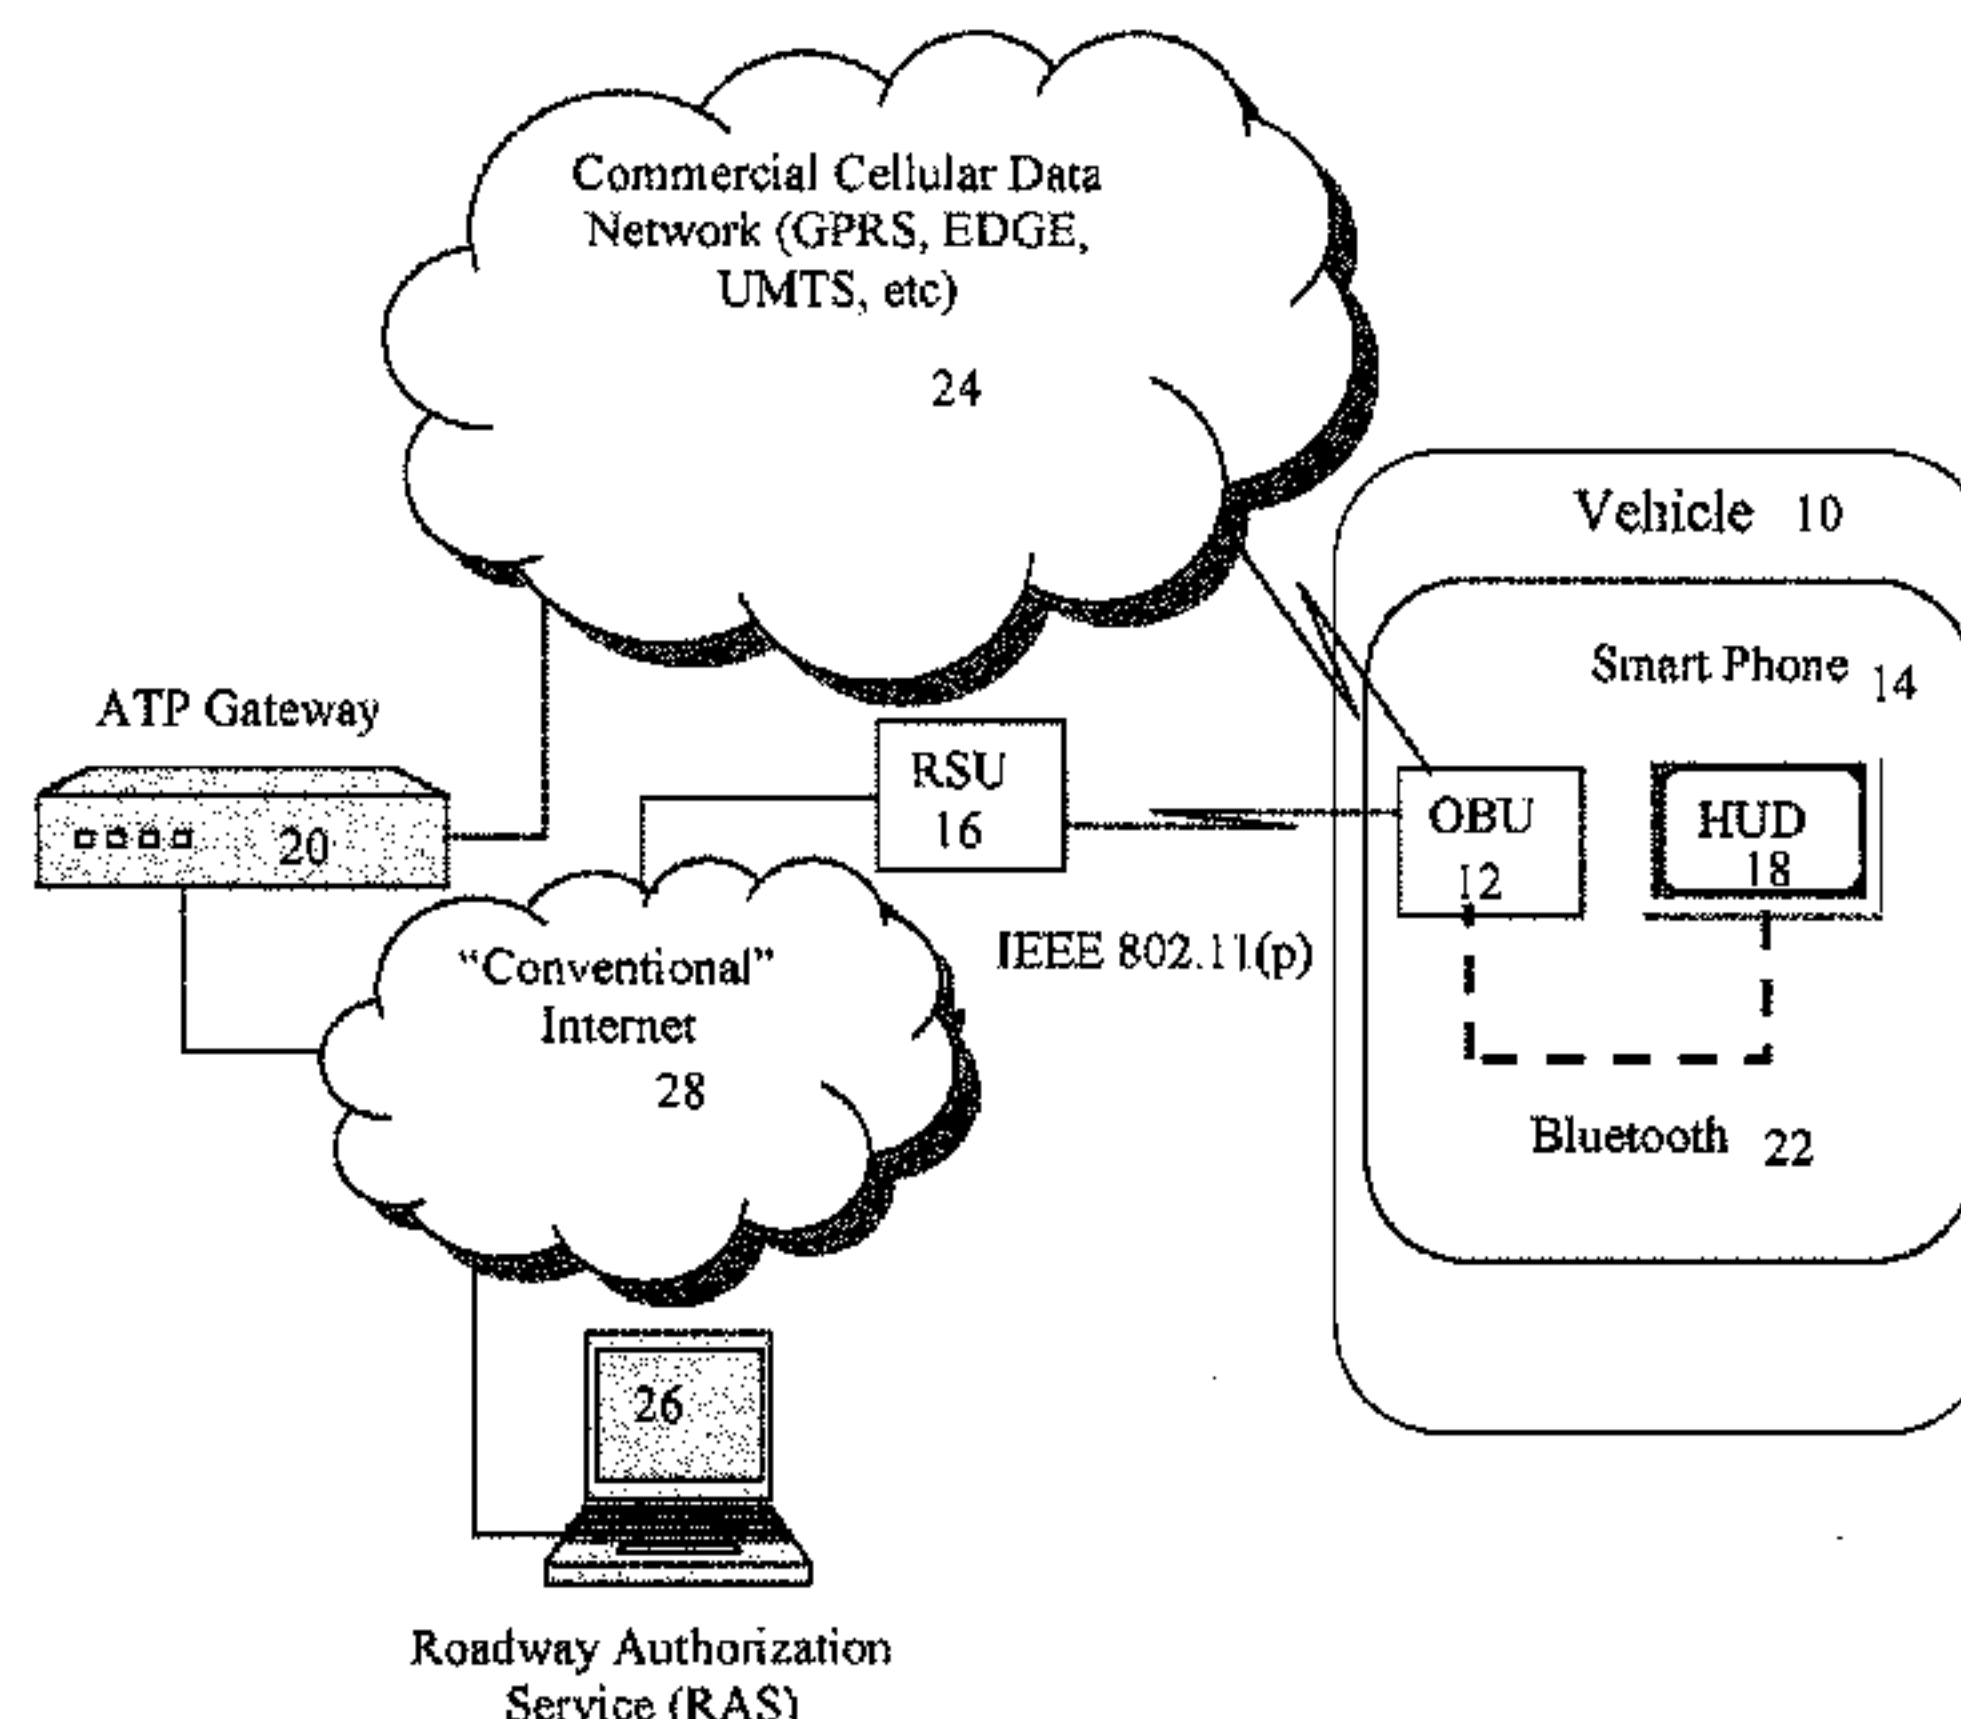 Commercial Cellular Data
Network (GPRS, EDGE,
UMTS, etc)
24
Vehicle 10
Smart Phone 14
ATP Gateway
20
RSU
16
OBU
12
HUD
18
IEEE 802.11(p)
"Conventional"
Internet
28
Bluetooth 22
26
Roadway Authorization
Service (RAS)